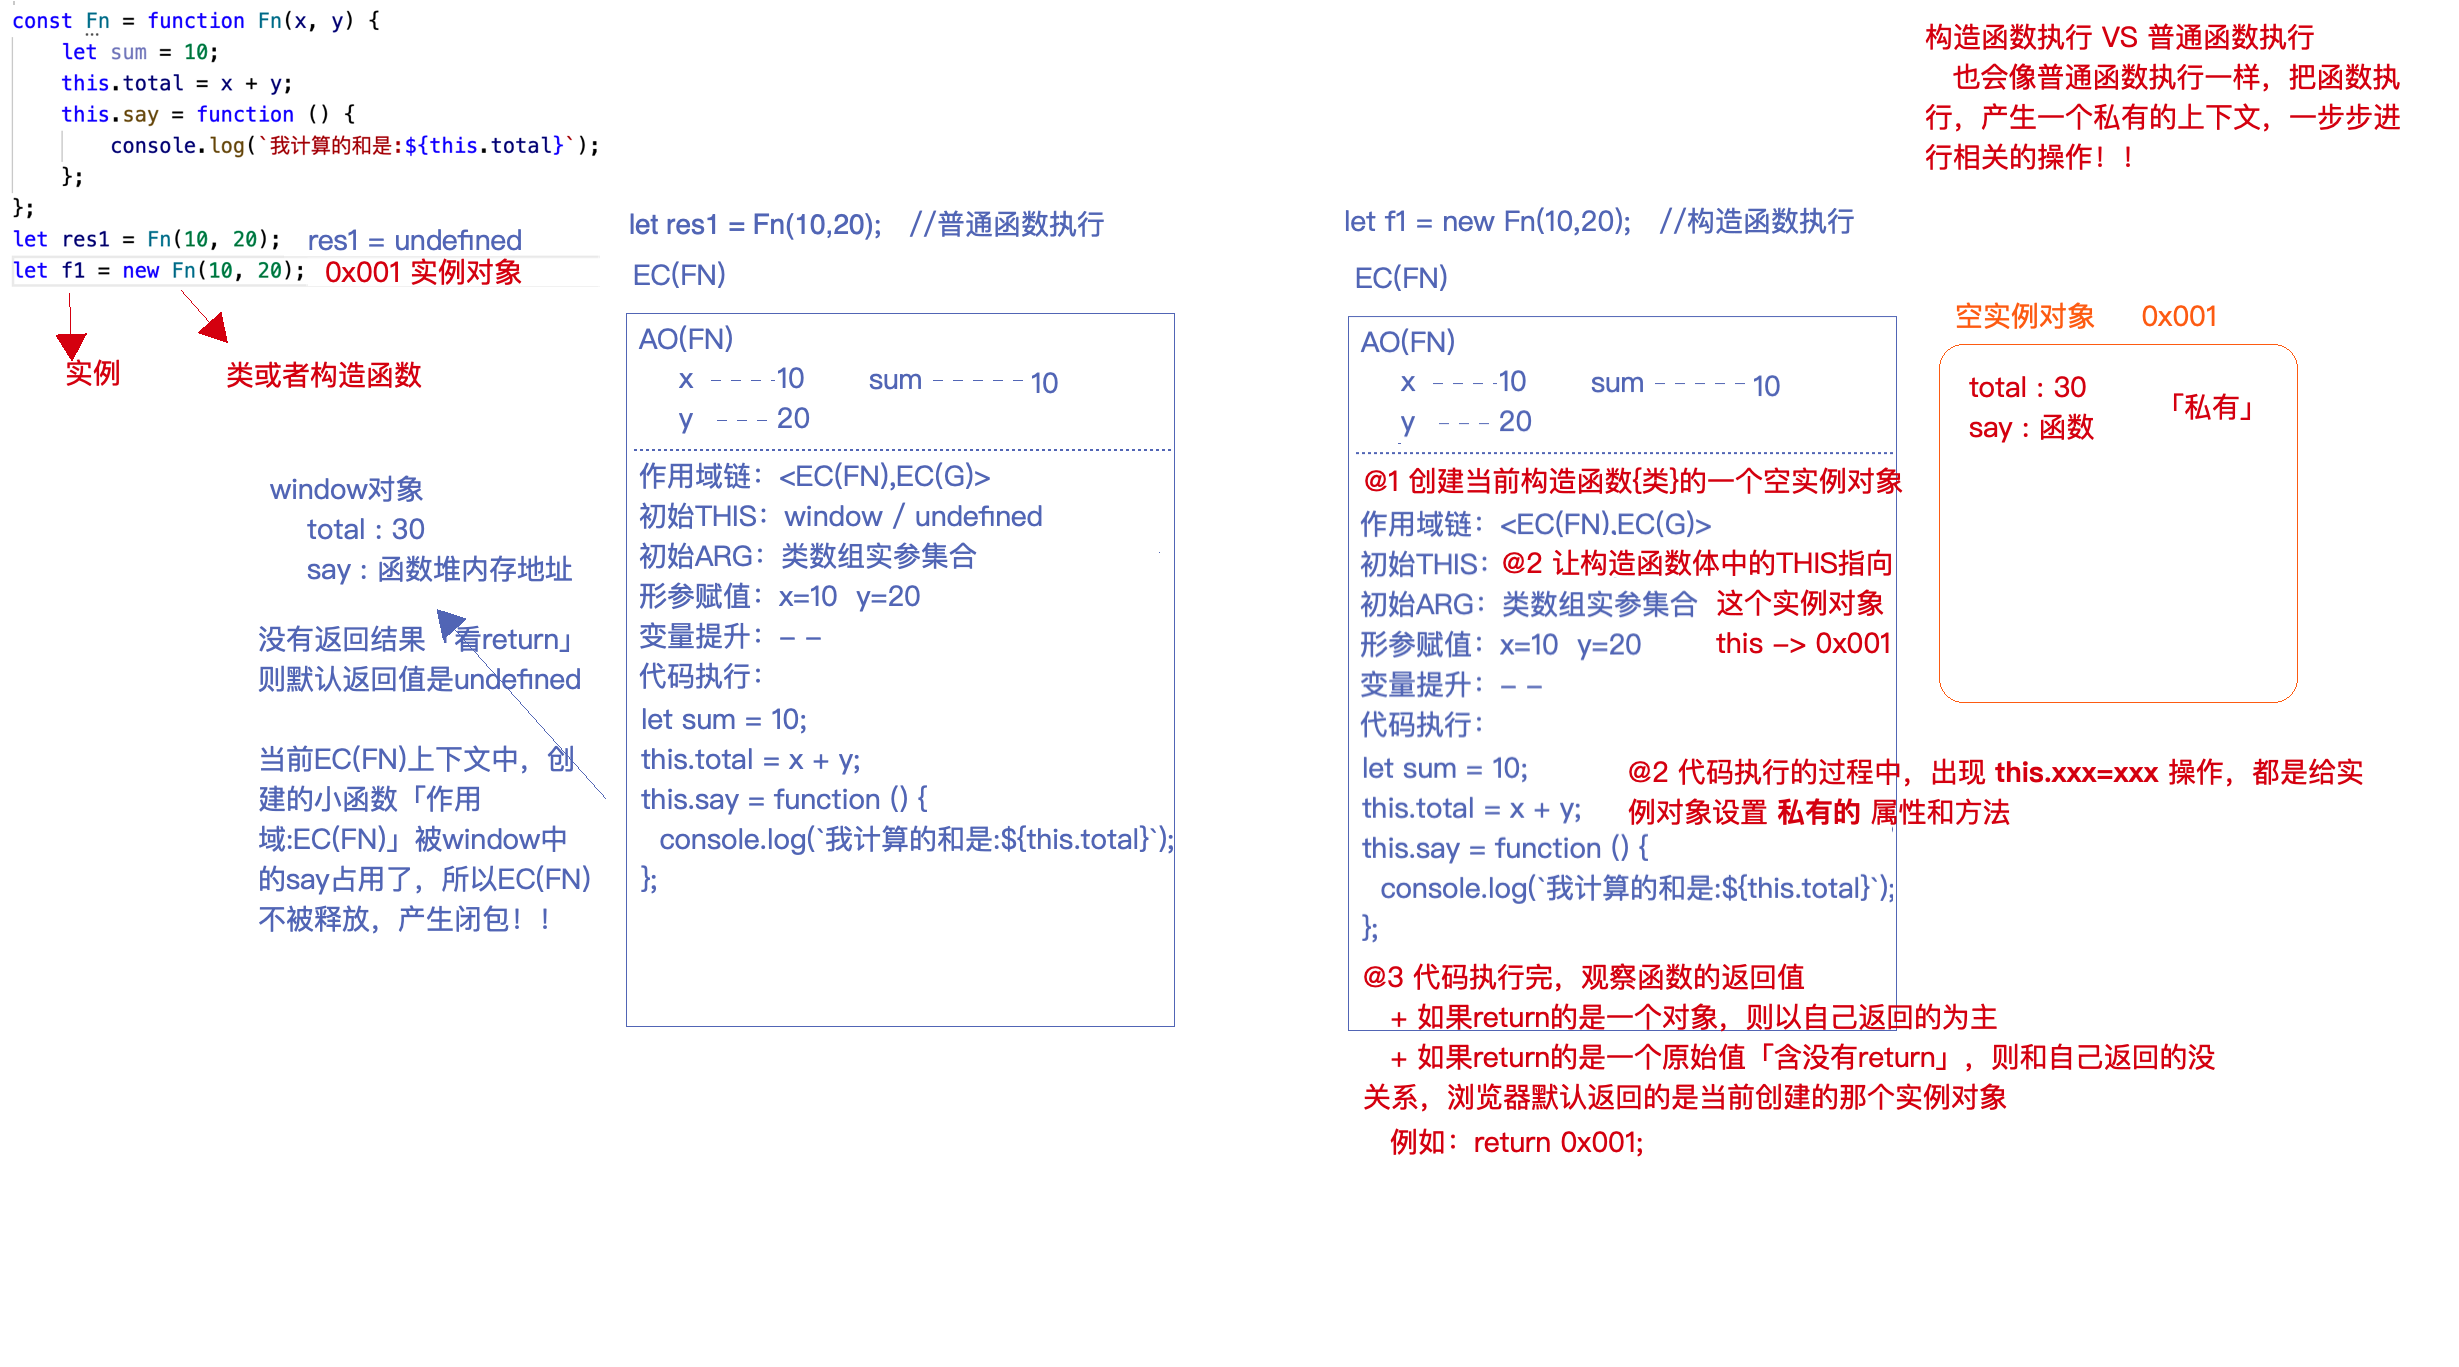 const Fn = function Fn(x, y) {
let sum = 10;
this.total = x + y;
this.say = function () {
console.log(`我计算的和是:${this.total}`);
};
};
let res1 = Fn(10, 20); res1 = undefined
let f1 = new Fn(10, 20); 0x001 实例对象
实例
类或者构造函数
window对象
total : 30
say : 函数堆内存地址
没有返回结果「看return」
则默认返回值是undefined
当前EC(FN)上下文中，创
建的小函数「作用
域:EC(FN)」被window中
的say占用了，所以EC(FN)
不被释放，产生闭包！！
let res1 = Fn(10,20); //普通函数执行
EC(FN)
AO(FN)
x ----10 sum -----10
y ---20
作用域链：<EC(FN),EC(G)>
初始THIS：window / undefined
初始ARG：类数组实参集合
形参赋值：x=10 y=20
变量提升：– –
代码执行：
let sum = 10;
this.total = x + y;
this.say = function () {
console.log(`我计算的和是:${this.total}`);
};
let f1 = new Fn(10,20); //构造函数执行
EC(FN)
AO(FN)
x ----10 sum -----10
y ---20
@1 创建当前构造函数{类}的一个空实例对象
作用域链：<EC(FN),EC(G)>
初始THIS：@2 让构造函数体中的THIS指向
初始ARG：类数组实参集合 这个实例对象
形参赋值：x=10 y=20 this –> 0x001
变量提升：– –
代码执行：
let sum = 10;
this.total = x + y;
this.say = function () {
console.log(`我计算的和是:${this.total}`);
};
@2 代码执行的过程中，出现 this.xxx=xxx 操作，都是给实
例对象设置 私有的 属性和方法
@3 代码执行完，观察函数的返回值
+ 如果return的是一个对象，则以自己返回的为主
+ 如果return的是一个原始值「含没有return」，则和自己返回的没
关系，浏览器默认返回的是当前创建的那个实例对象
例如：return 0x001;
构造函数执行 VS 普通函数执行
也会像普通函数执行一样，把函数执
行，产生一个私有的上下文，一步步进
行相关的操作！！
空实例对象 0x001
total : 30
「私有」
say : 函数